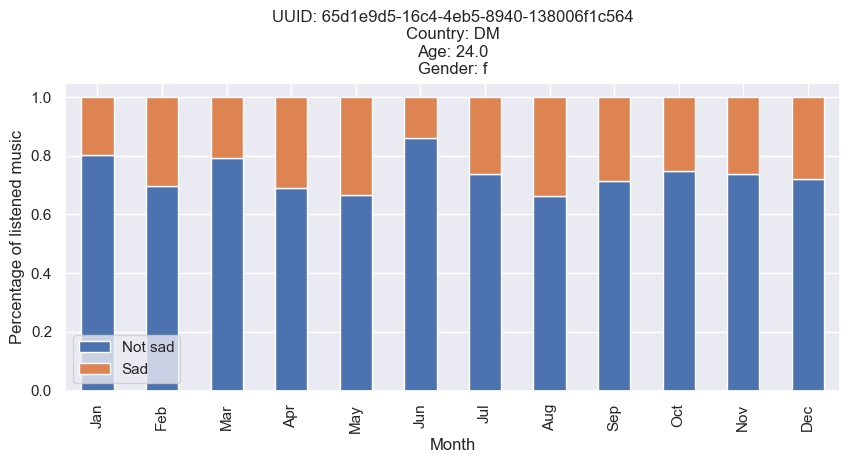 UUID: 65d1e9d5-16c4-4eb5-8940-138006f1c564
Country: DM
Age: 24.0
Gender: f
Percentage of listened music
1.0
0.8
0.6
0.4
0.2
0.0
Not sad
Sad
Jan
Feb
Mar
Apr
May
Jun
Jul
Aug
Sep
Oct
Nov
Dec
Month